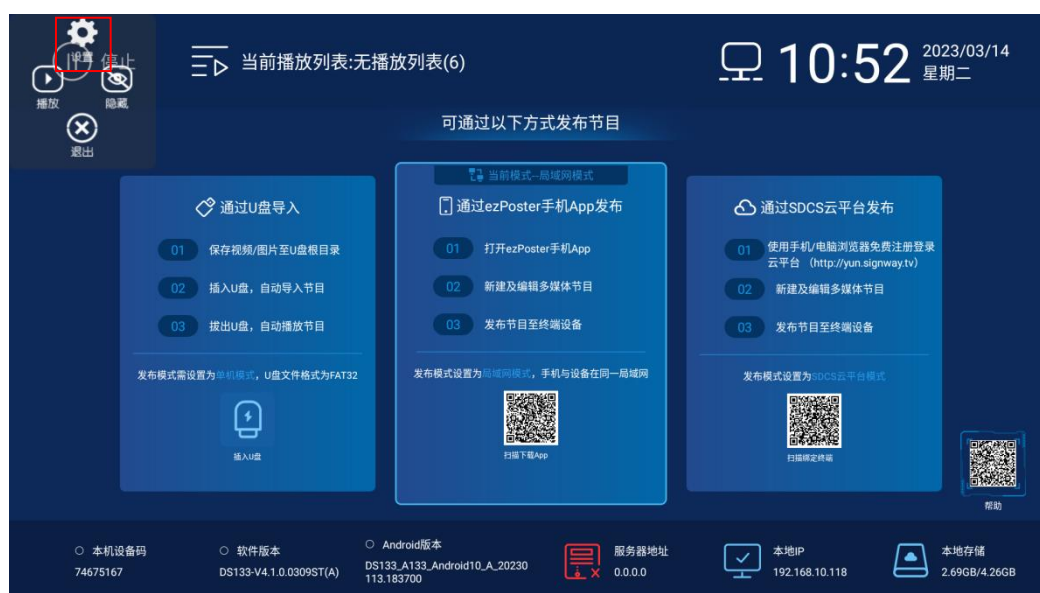 设置
停止
播放
隐藏
退出
当前播放列表:无播放列表(6)
10:52
2023/03/14
星期二
可通过以下方式发布节目
通过U盘导入
01 保存视频/图片至U盘根目录
02 插入U盘，自动导入节目
03 拔出U盘，自动播放节目
发布模式需设置为单机模式，U盘文件格式为FAT32
插入U盘
当前模式--局域网模式
通过ezPoster手机App发布
01 打开ezPoster手机App
02 新建及编辑多媒体节目
03 发布节目至终端设备
发布模式设置为局域网模式，手机与设备在同一局域网
扫描下载App
通过SDCS云平台发布
01 使用手机/电脑浏览器免费注册登录
云平台 （http://yun.signway.tv）
02 新建及编辑多媒体节目
03 发布节目至终端设备
发布模式设置为SDCS云平台模式
扫描绑定终端
帮助
本机设备码
74675167
软件版本
DS133-V4.1.0.0309ST(A)
Android版本
DS133_A133_Android10_A_20230
113.183700
服务器地址
0.0.0.0
本地IP
192.168.10.118
本地存储
2.69GB/4.26GB